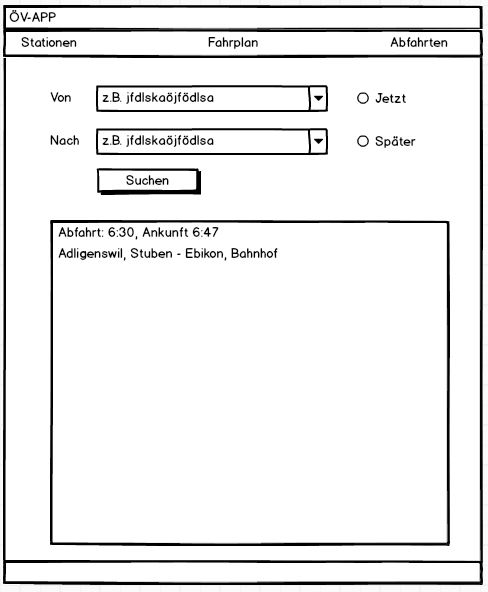 ÖV-APP
Stationen Fahrplan Abfahrten
Von z.B. jfdlskaöjfödlsa Jetzt
Nach z.B. jfdlskaöjfödlsa Später
Suchen
Abfahrt: 6:30, Ankunft 6:47
Adligenswil, Stuben - Ebikon, Bahnhof